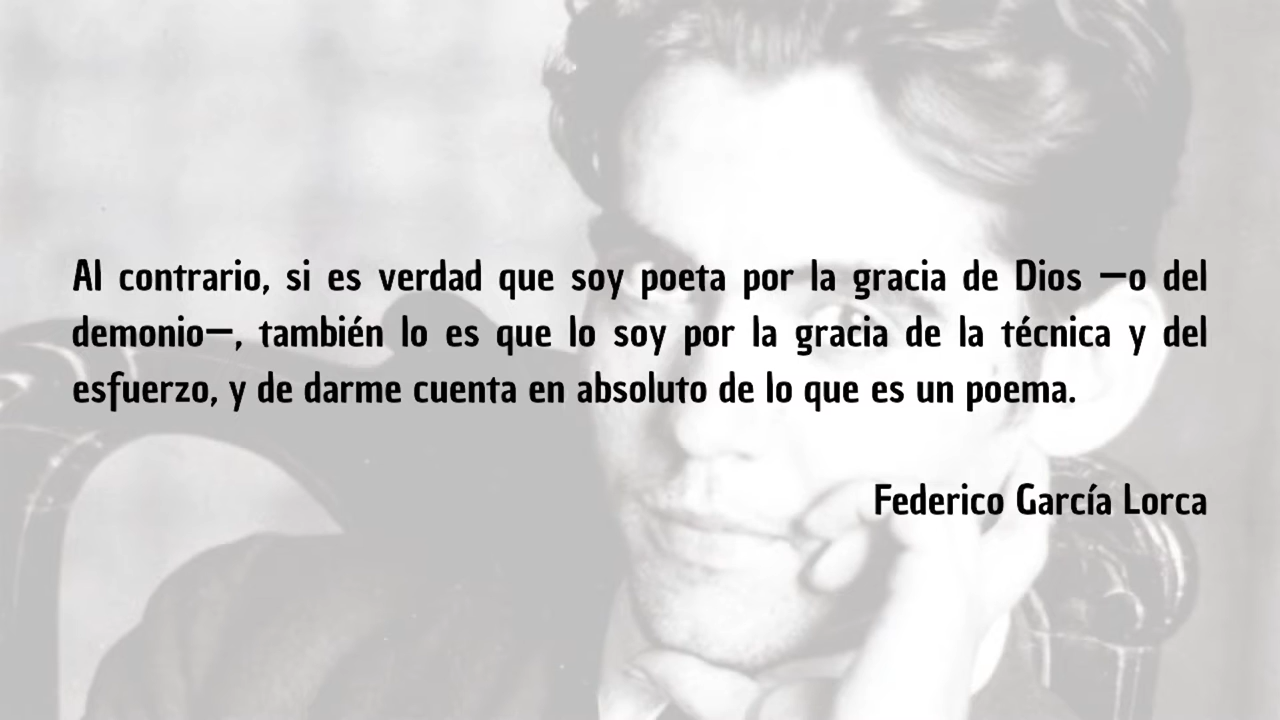 Al contrario, si es verdad que soy poeta por la gracia de Dios —o del
demonio—, también lo es que lo soy por la gracia de la técnica y del
esfuerzo, y de darme cuenta en absoluto de lo que es un poema.
Federico García Lorca